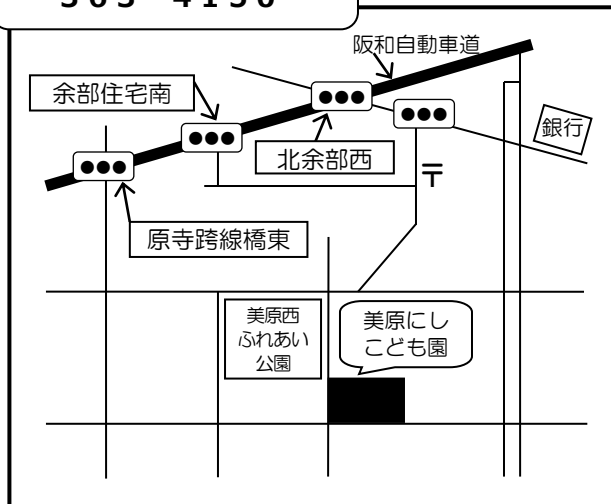 阪和自動車道
余部住宅南
銀行
北余部西
〒
原寺跨線橋東
美原西
ふれあい
公園
美原にし
こども園